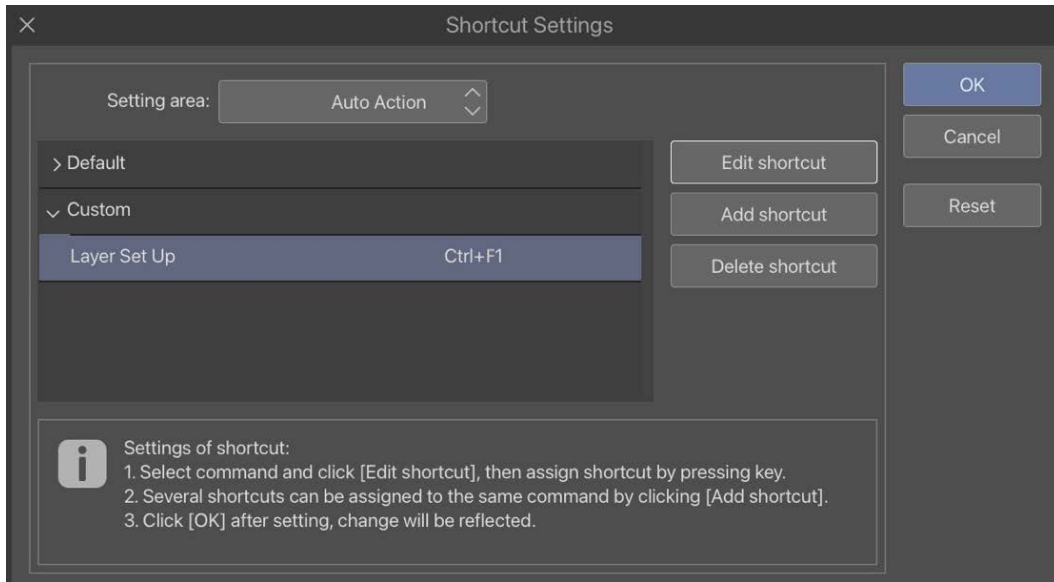 Shortcut Settings
Setting area: Auto Action
OK
Cancel
Reset
Default
Custom
Layer Set Up Ctrl+F1
Edit shortcut
Add shortcut
Delete shortcut
Settings of shortcut:
1. Select command and click [Edit shortcut], then assign shortcut by pressing key.
2. Several shortcuts can be assigned to the same command by clicking [Add shortcut].
3. Click [OK] after setting, change will be reflected.